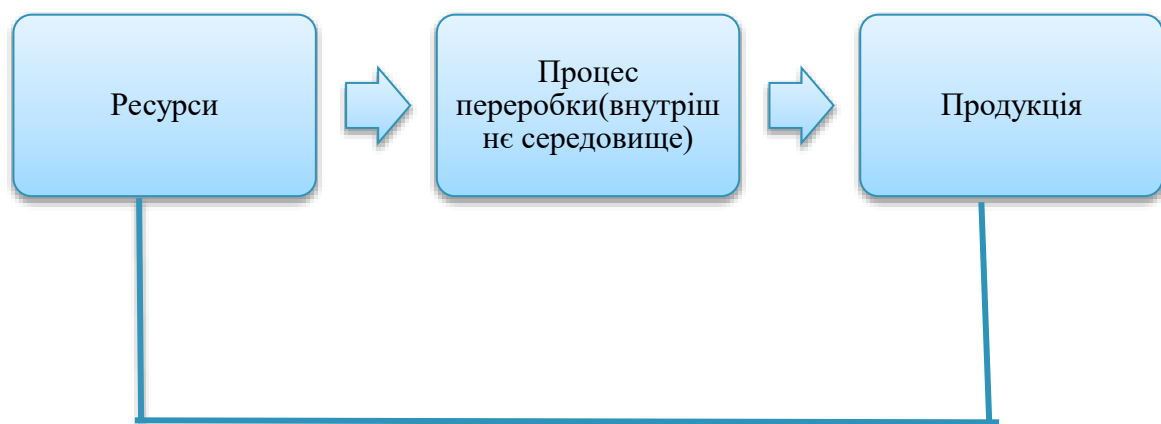 Ресурси
Процес
переробки(внутріш
нє середовище)
Продукція